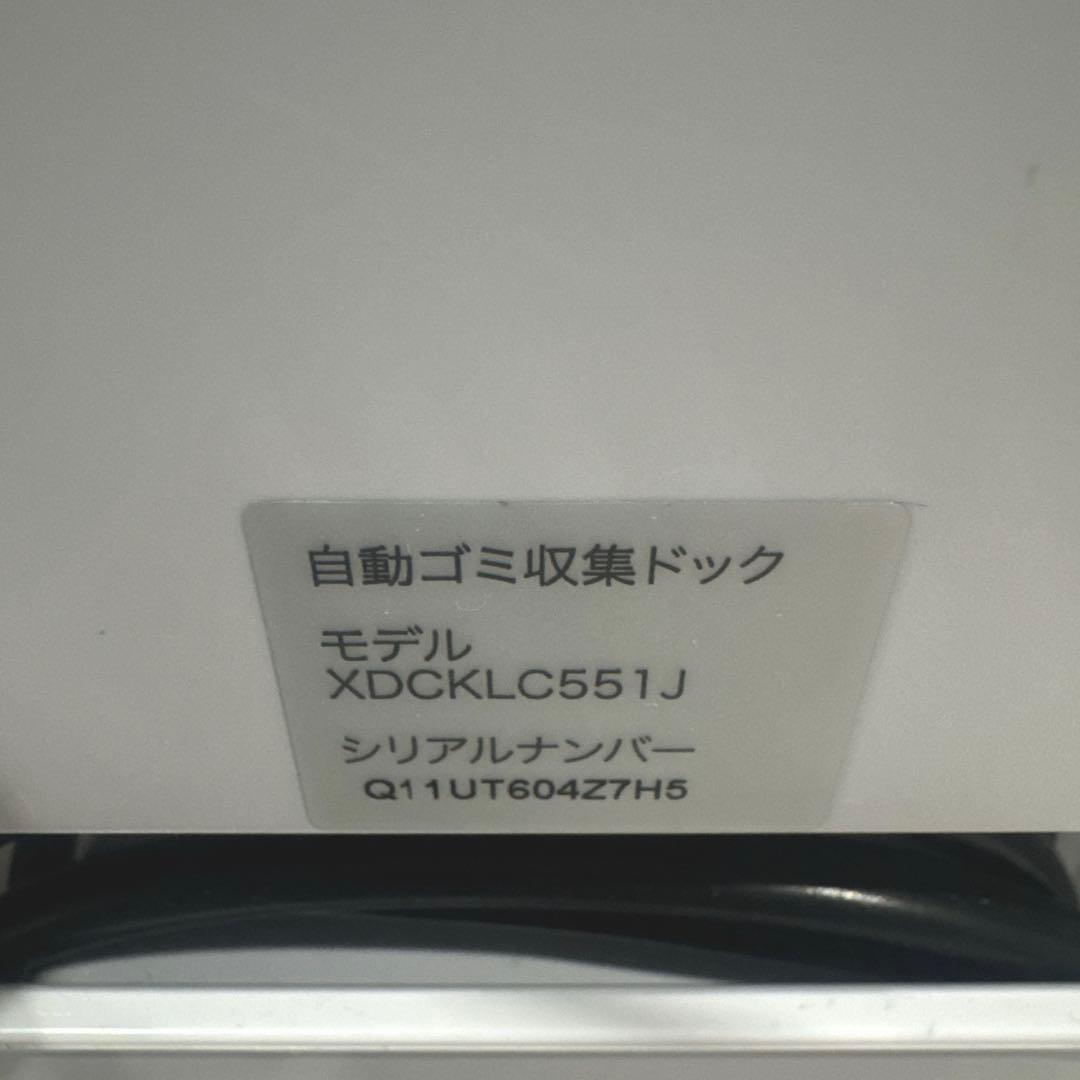 自動ゴミ収集ドック
モデル
XDCKLC551J
シリアルナンバー
Q11UT604Z7H5